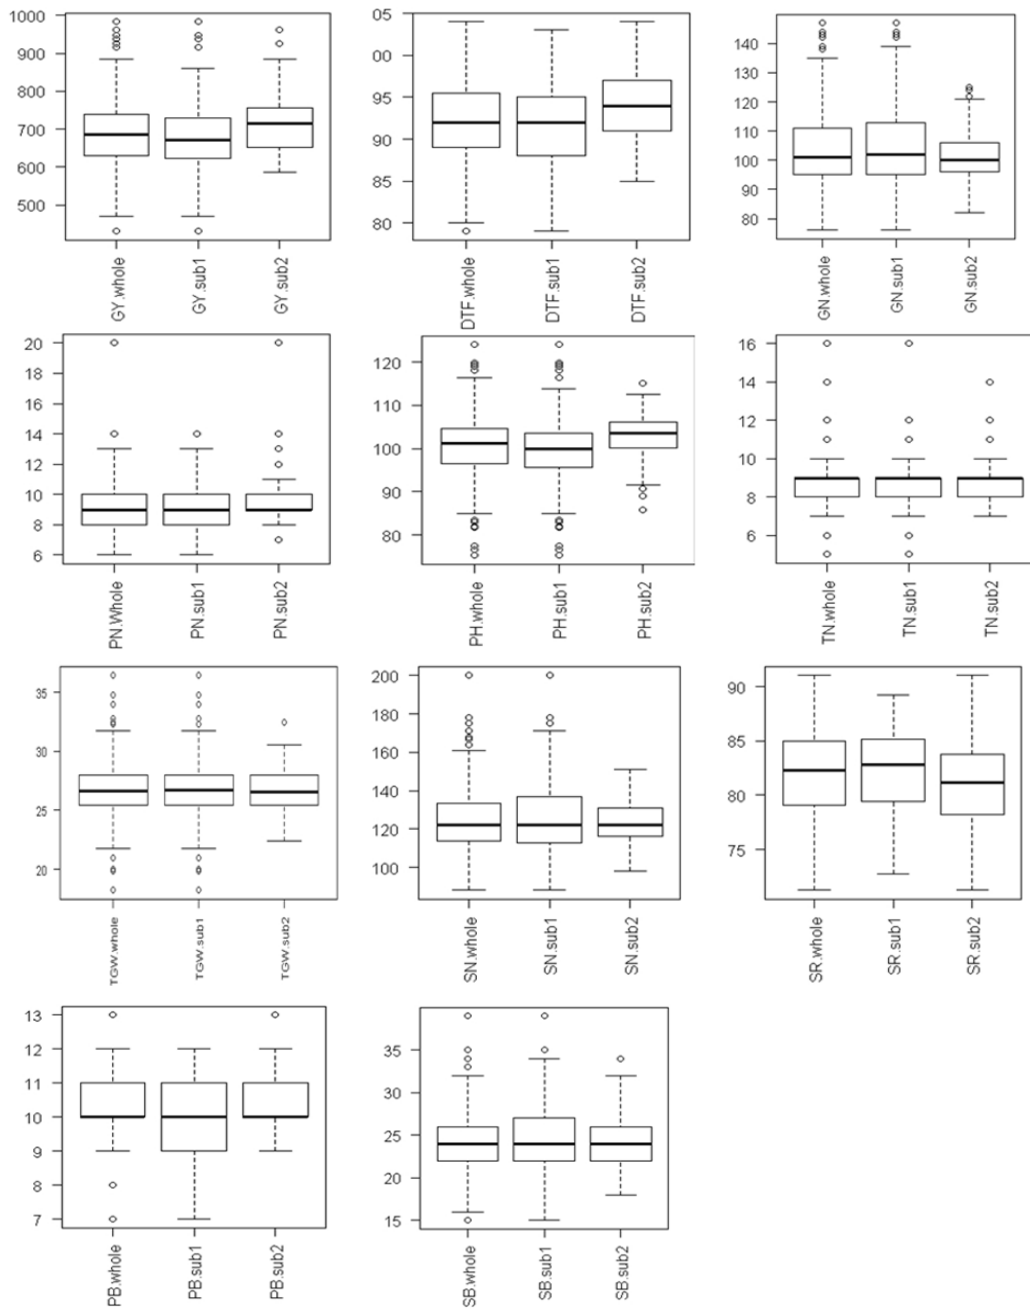 1000
900
800
700
600
500
GY.whole
GY.sub1
GY.sub2
05
00
95
90
85
80
DTF.whole
DTF.sub1
DTF.sub2
140
130
120
110
100
90
80
GN.whole
GN.sub1
GN.sub2
20
18
16
14
12
10
8
6
PN.Whole
PN.sub1
PN.sub2
120
110
100
90
80
PH.whole
PH.sub1
PH.sub2
16
14
12
10
8
6
TN.whole
TN.sub1
TN.sub2
35
30
25
20
TGW.whole
TGW.sub1
TGW.sub2
200
180
160
140
120
100
SN.whole
SN.sub1
SN.sub2
90
85
80
75
SR.whole
SR.sub1
SR.sub2
13
12
11
10
9
8
7
PB.whole
PB.sub1
PB.sub2
35
30
25
20
15
SB.whole
SB.sub1
SB.sub2